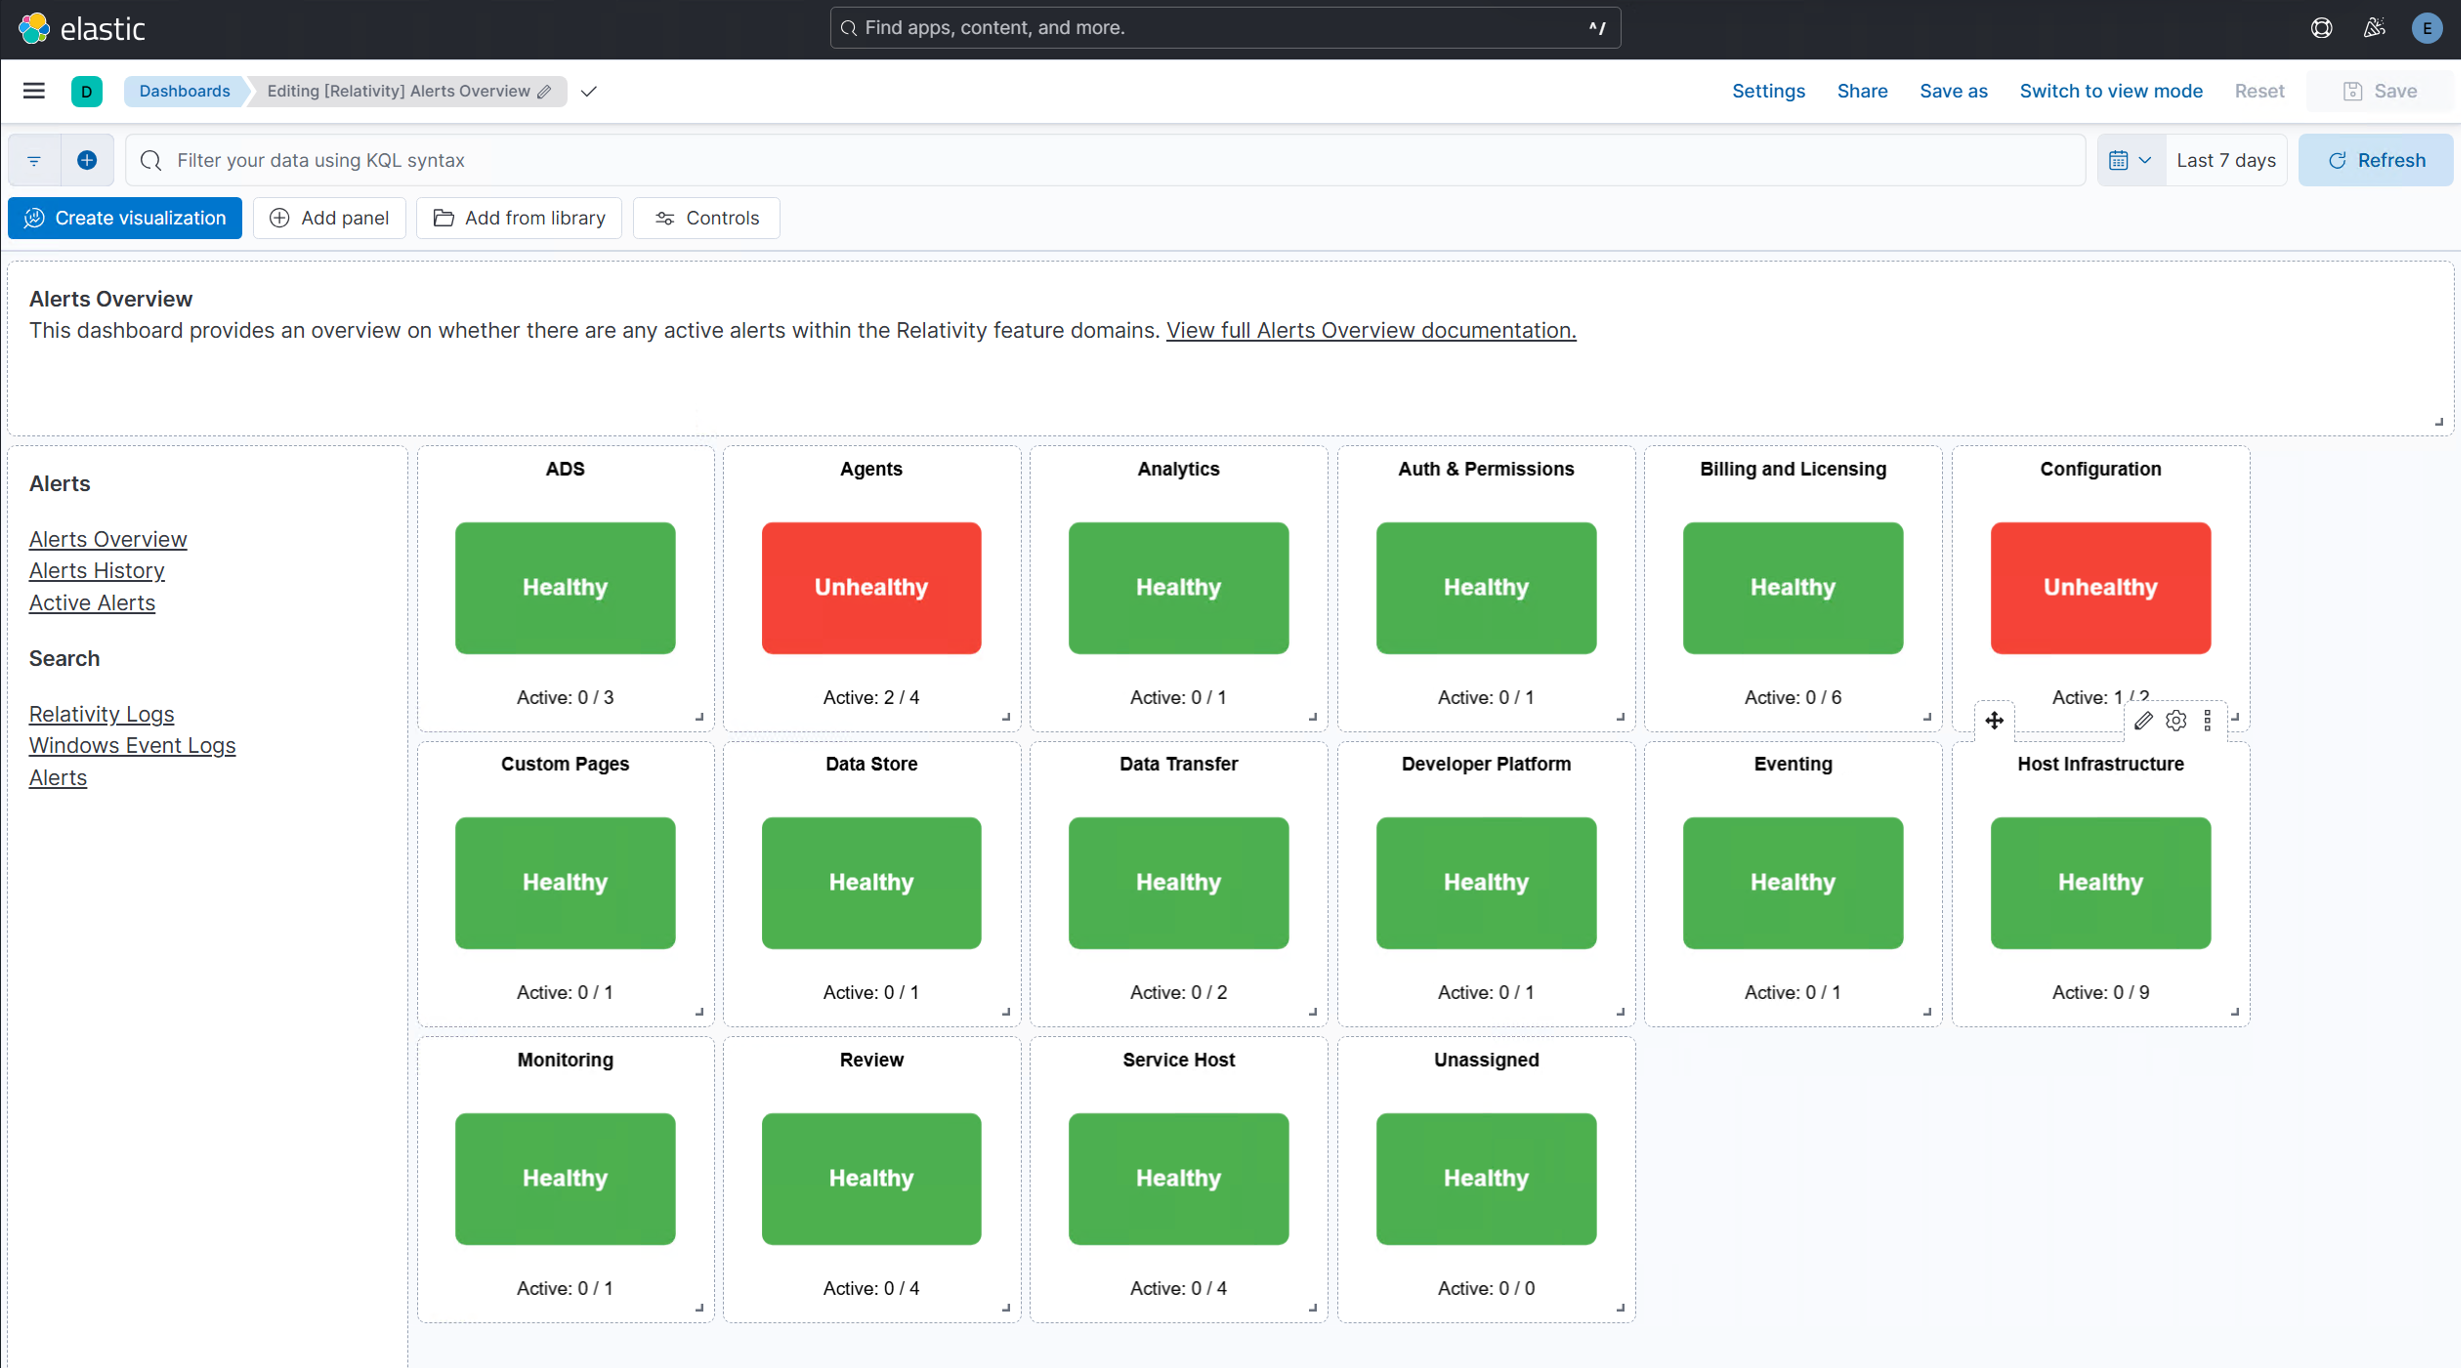 elastic
Find apps, content, and more.
^/
E
D
Dashboards
Editing [Relativity] Alerts Overview
Settings
Share
Save as
Switch to view mode
Reset
Save
Filter your data using KQL syntax
Last 7 days
Refresh
Create visualization
Add panel
Add from library
Controls
Alerts Overview
This dashboard provides an overview on whether there are any active alerts within the Relativity feature domains. View full Alerts Overview documentation.
Alerts
Alerts Overview
Alerts History
Active Alerts
Search
Relativity Logs
Windows Event Logs
Alerts
ADS
Healthy
Active: 0 / 3
Agents
Unhealthy
Active: 2 / 4
Analytics
Healthy
Active: 0 / 1
Auth & Permissions
Healthy
Active: 0 / 1
Billing and Licensing
Healthy
Active: 0 / 6
Configuration
Unhealthy
Active: 1 / 2
Custom Pages
Healthy
Active: 0 / 1
Data Store
Healthy
Active: 0 / 1
Data Transfer
Healthy
Active: 0 / 2
Developer Platform
Healthy
Active: 0 / 1
Eventing
Healthy
Active: 0 / 1
Host Infrastructure
Healthy
Active: 0 / 9
Monitoring
Healthy
Active: 0 / 1
Review
Healthy
Active: 0 / 4
Service Host
Healthy
Active: 0 / 4
Unassigned
Healthy
Active: 0 / 0